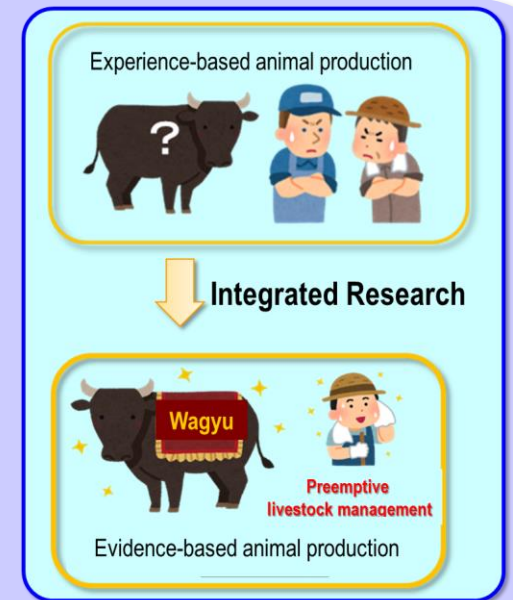 Experience-based animal production
?
Integrated Research
Wagyu
Preemptive
livestock management
Evidence-based animal production